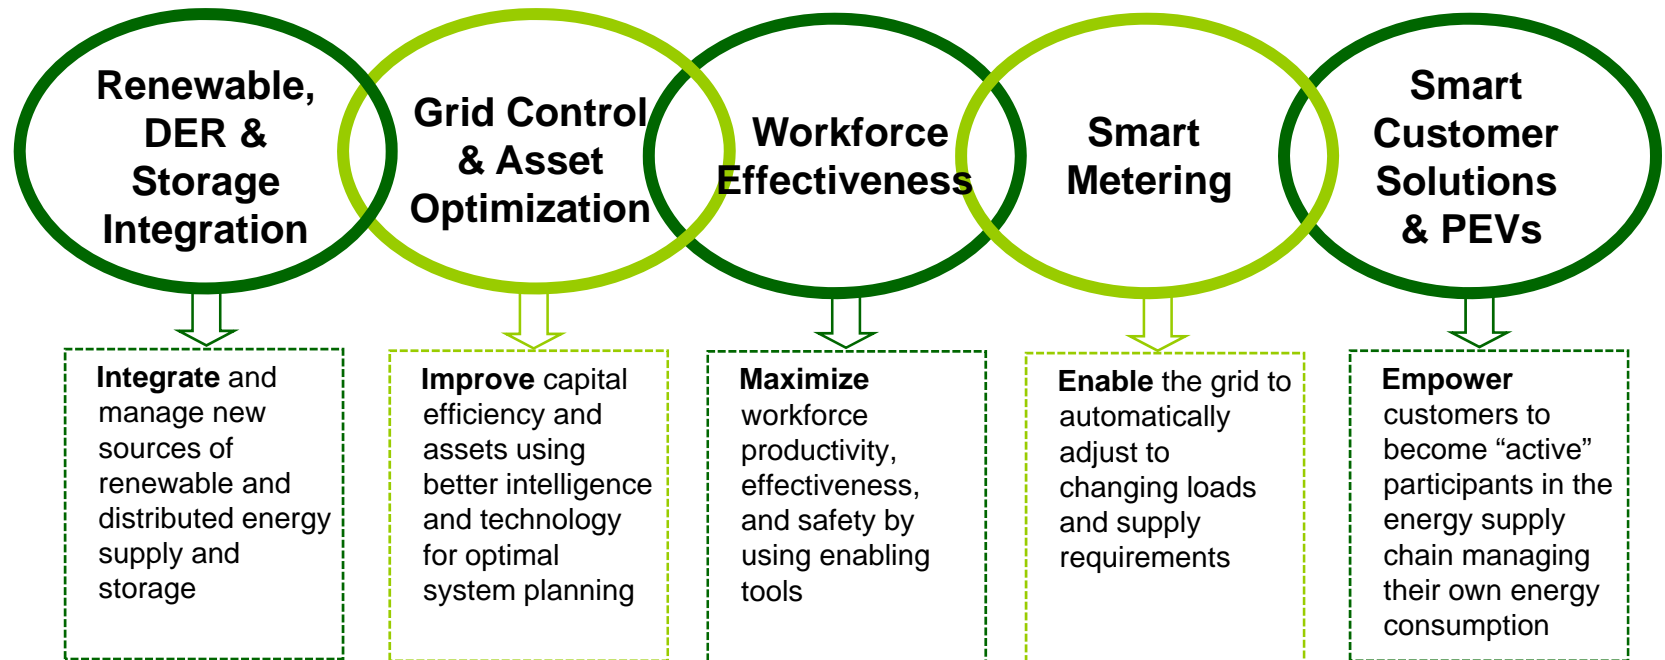 Renewable,
DER &
Storage
Integration
Grid Control
& Asset
Optimization
Workforce
Effectiveness
Smart
Metering
Smart
Customer
Solutions
& PEVs
Integrate and
manage new
sources of
renewable and
distributed energy
supply and
storage
Improve capital
efficiency and
assets using
better intelligence
and technology
for optimal
system planning
Maximize
workforce
productivity,
effectiveness,
and safety by
using enabling
tools
Enable the grid to
automatically
adjust to
changing loads
and supply
requirements
Empower
customers to
become “active”
participants in the
energy supply
chain managing
their own energy
consumption